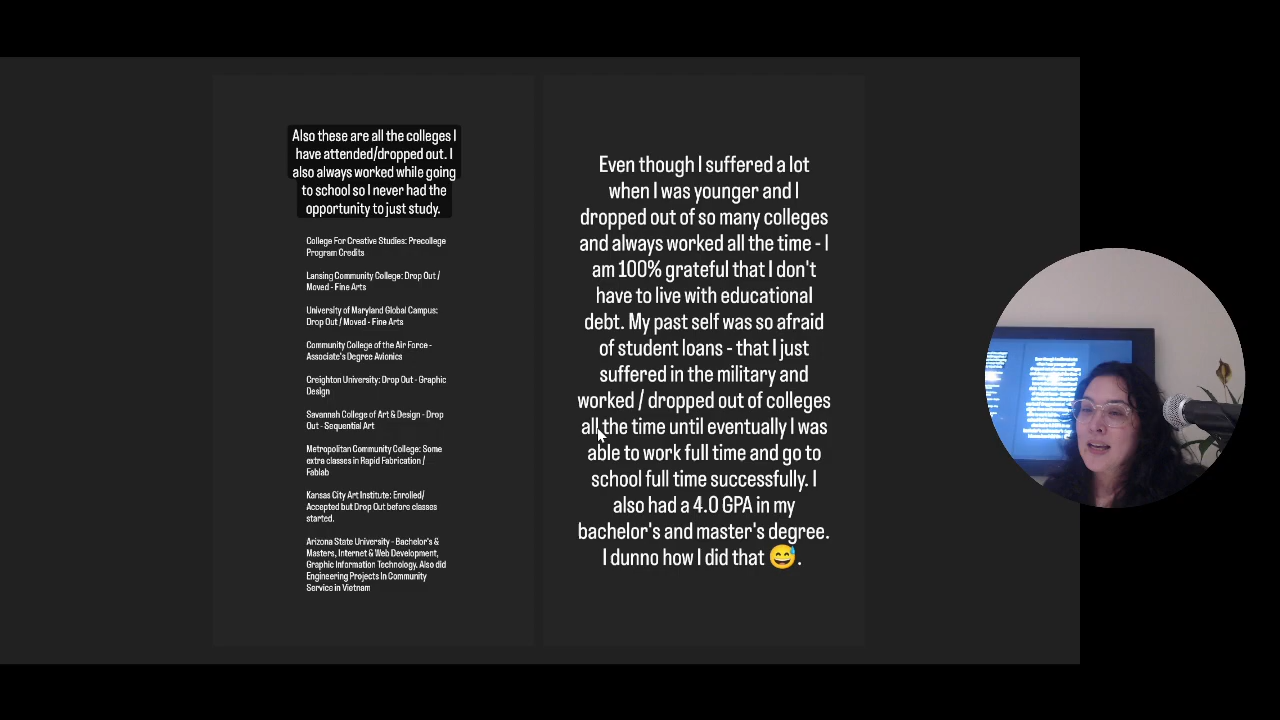 Also these are all the colleges I
have attended/dropped out. I
also always worked while going
to school so I never had the
opportunity to just study.
College For Creative Studies: Precollege
Program Credits
Lansing Community College: Drop Out /
Moved - Fine Arts
University of Maryland Global Campus:
Drop Out / Moved - Fine Arts
Community College of the Air Force -
Associate's Degree Avionics
Creighton University: Drop Out - Graphic
Design
Savannah College of Art & Design - Drop
Out - Sequential Art
Metropolitan Community College: Some
extra classes in Rapid Fabrication /
Fablab
Kansas City Art Institute: Enrolled/
Accepted but Drop Out before classes
started.
Arizona State University - Bachelor's &
Masters, Internet & Web Development,
Graphic Information Technology. Also did
Engineering Projects In Community
Service in Vietnam
Even though I suffered a lot
when I was younger and I
dropped out of so many colleges
and always worked all the time - I
am 100% grateful that I don't
have to live with educational
debt. My past self was so afraid
of student loans - that I just
suffered in the military and
worked / dropped out of colleges
all the time until eventually I was
able to work full time and go to
school full time successfully. I
also had a 4.0 GPA in my
bachelor's and master's degree.
I dunno how I did that 😅.